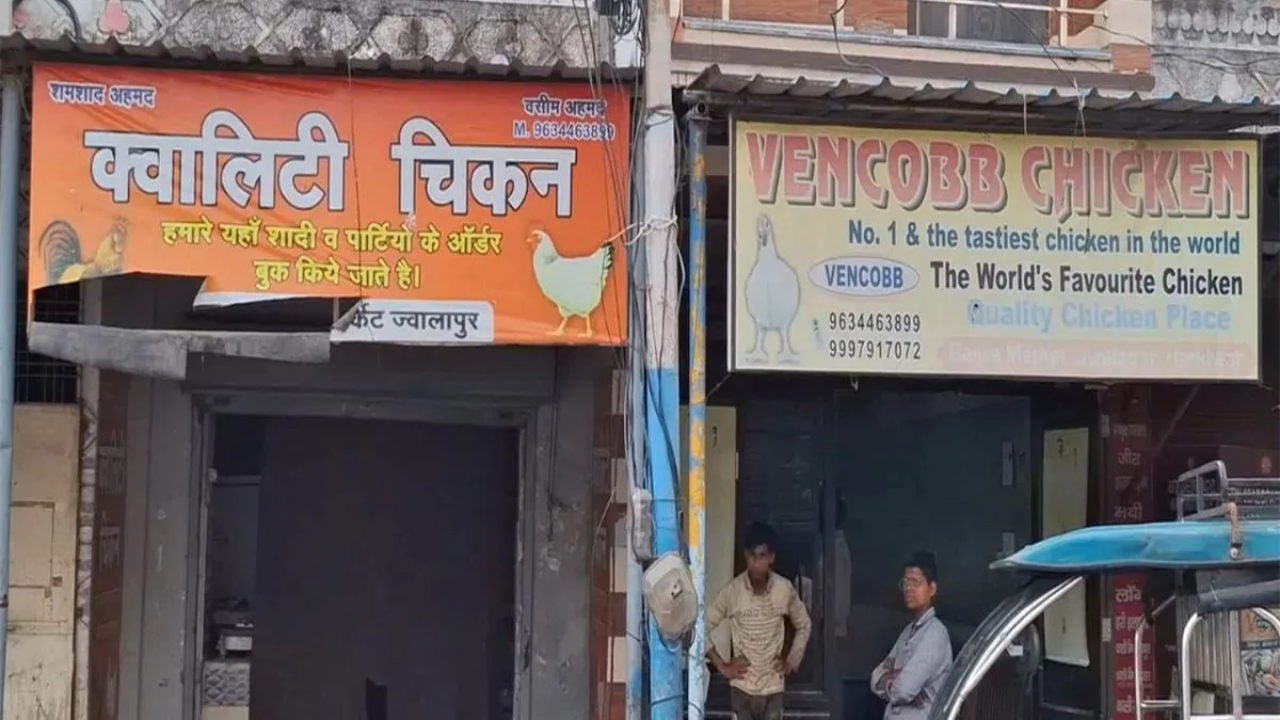 शमशाद अहमद
वसीम अहमद
M. 9634463899
क्वालिटी चिकन
हमारे यहाँ शादी व पार्टियो के ऑर्डर
बुक किये जाते है।
र्केट ज्वालापुर
VENCOBB CHICKEN
No. 1 & the tastiest chicken in the world
VENCOBB The World's Favourite Chicken
Quality Chicken Place
9634463899
9997917072
जीरा
लौंग